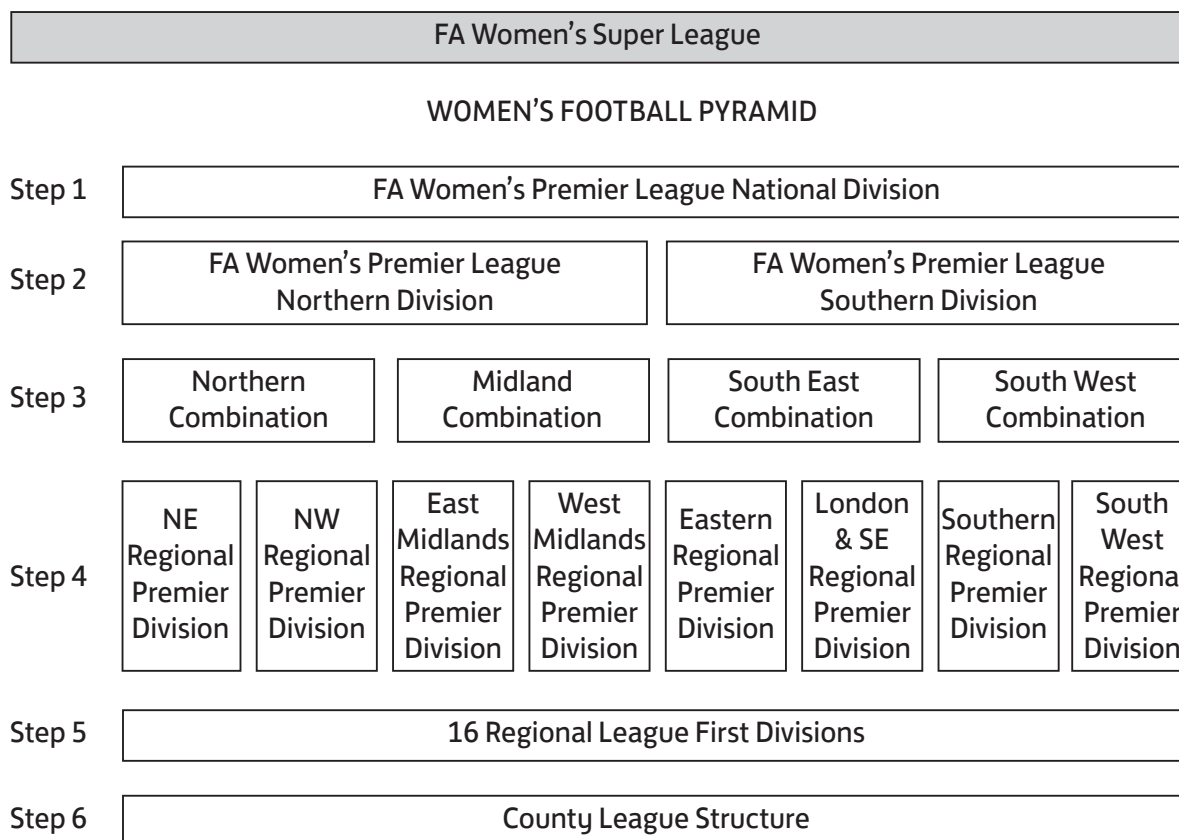 FA Women’s Super League
WOMEN’S FOOTBALL PYRAMID
Step 1
FA Women’s Premier League National Division
Step 2
FA Women’s Premier League
Northern Division
FA Women’s Premier League
Southern Division
Step 3
Northern
Combination
Midland
Combination
South East
Combination
South West
Combination
Step 4
NE
Regional
Premier
Division
NW
Regional
Premier
Division
East
Midlands
Regional
Premier
Division
West
Midlands
Regional
Premier
Division
Eastern
Regional
Premier
Division
London
& SE
Regional
Premier
Division
Southern
Regional
Premier
Division
South
West
Regional
Premier
Division
Step 5
16 Regional League First Divisions
Step 6
County League Structure